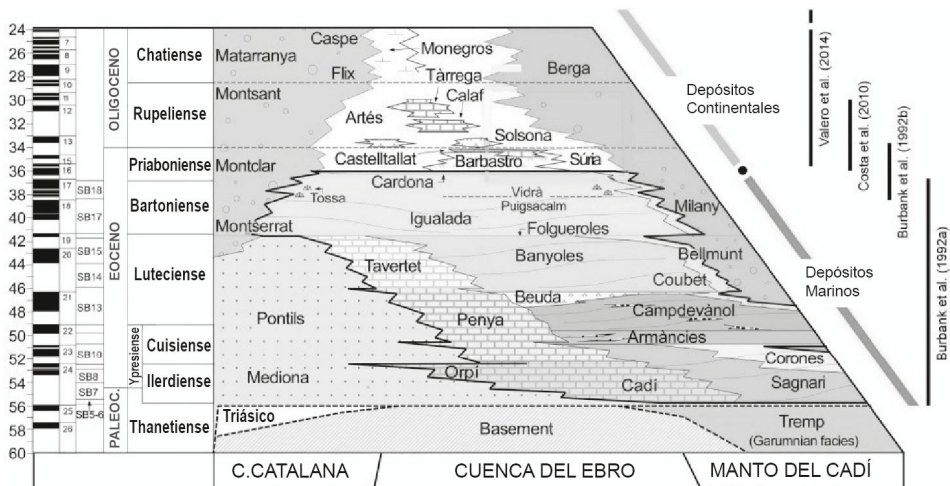 24
26
28
30
32
34
36
38
40
42
44
46
48
50
52
54
56
58
60
7
8
9
10
11
12
13
15
16
17
18
19
20
21
22
23
24
25
26
SB18
SB17
SB15
SB14
SB13
SB10
SB8
SB7
SB5-6
OLIGOCENO
EOCENO
PALEOC.
Ypresiense
Chatiense
Rupeliense
Priaboniense
Bartoniense
Luteciense
Cuisiense
Ilerdiense
Thanetiense
Caspe
Matarranya
Flix
Monegros
Berga
Montsant
Tàrrega
Calaf
Artés
Solsona
Montclar
Castelltallat
Barbastro
Súria
Cardona
Tossa
Vidrà
Puigsacalm
Milany
Igualada
Montserrat
Folgueroles
Tavertet
Banyoles
Bellmunt
Coubet
Beuda
Campdevànol
Pontils
Penya
Armàncies
Corones
Mediona
Orpí
Cadí
Sagnari
Triásico
Basement
Tremp
(Garumnian facies)
C.CATALANA
CUENCA DEL EBRO
MANTO DEL CADÍ
Depósitos
Continentales
Depósitos
Marinos
Valero et al. (2014)
Costa et al. (2010)
Burbank et al. (1992b)
Burbank et al. (1992a)